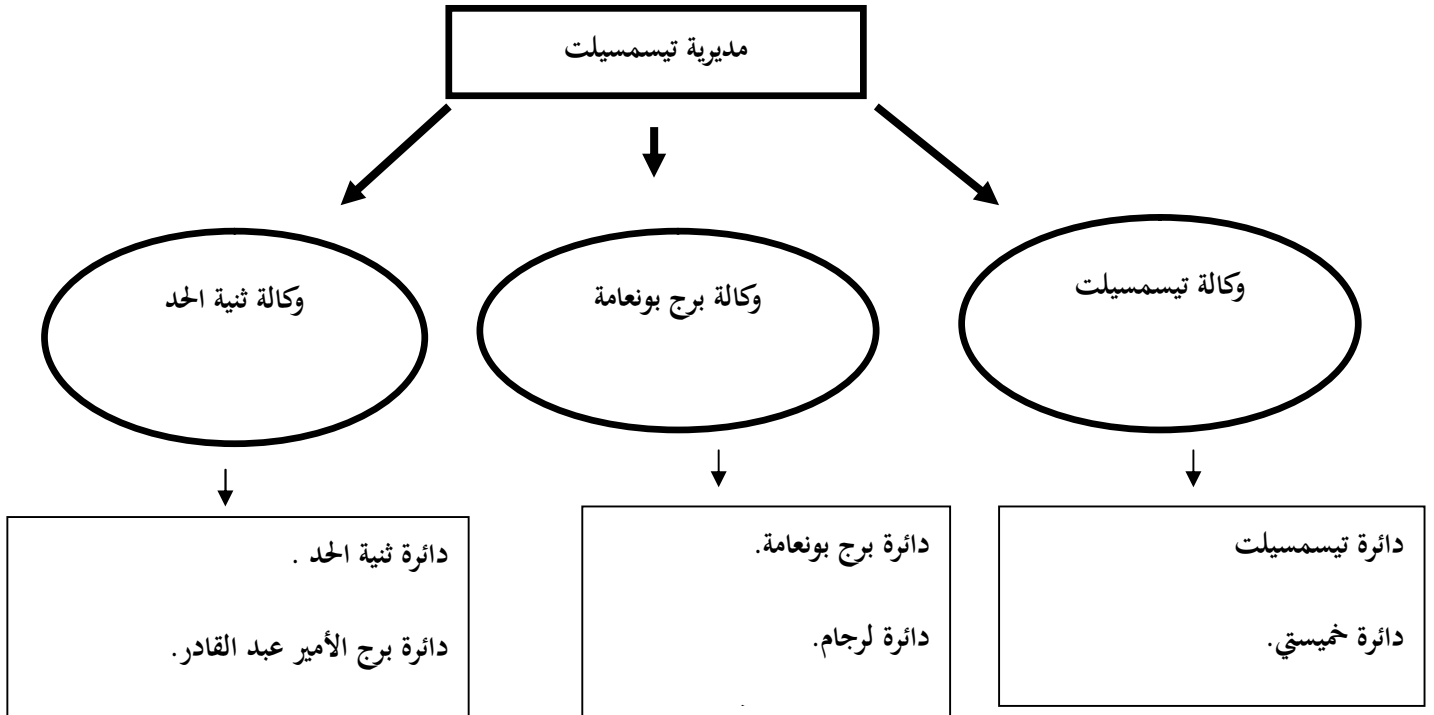 مديرية تيسمسيلت
وكالة تيسمسيلت
وكالة برج بونعامة
وكالة ثنية الحد
دائرة تيسمسيلت
دائرة خميستي.
دائرة برج بونعامة.
دائرة لرجام.
دائرة ثنية الحد .
دائرة برج الأمير عبد القادر.